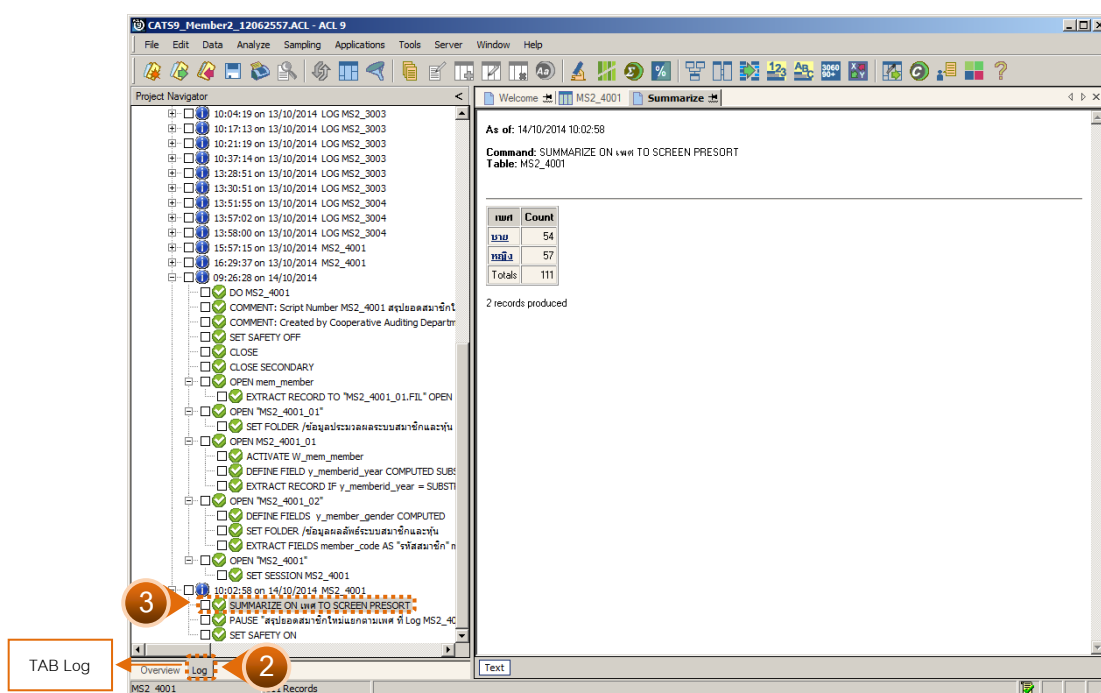 CATS9_Member2_12062557.ACL - ACL 9
File Edit Data Analyze Sampling Applications Tools Server Window Help
Project Navigator <
10:04:19 on 13/10/2014 LOG MS2_3003
10:17:13 on 13/10/2014 LOG MS2_3003
10:21:19 on 13/10/2014 LOG MS2_3003
10:37:14 on 13/10/2014 LOG MS2_3003
13:28:51 on 13/10/2014 LOG MS2_3003
13:30:51 on 13/10/2014 LOG MS2_3003
13:51:55 on 13/10/2014 LOG MS2_3004
13:57:02 on 13/10/2014 LOG MS2_3004
13:58:00 on 13/10/2014 LOG MS2_3004
15:57:15 on 13/10/2014 MS2_4001
16:29:37 on 13/10/2014 MS2_4001
09:26:28 on 14/10/2014
DO MS2_4001
COMMENT: Script Number MS2_4001 สรุปยอดสมาชิกใ
COMMENT: Created by Cooperative Auditing Departm
SET SAFETY OFF
CLOSE
CLOSE SECONDARY
OPEN mem_member
EXTRACT RECORD TO "MS2_4001_01.FIL" OPEN
OPEN "MS2_4001_01"
SET FOLDER /ข้อมูลประมวลผลระบบสมาชิกและหุ้น
OPEN MS2_4001_01
ACTIVATE W_mem_member
DEFINE FIELD y_memberid_year COMPUTED SUBS
EXTRACT RECORD IF y_memberid_year = SUBSTI
OPEN "MS2_4001_02"
DEFINE FIELDS y_member_gender COMPUTED
SET FOLDER /ข้อมูลผลลัพธ์ระบบสมาชิกและหุ้น
EXTRACT FIELDS member_code AS "รหัสสมาชิก" n
OPEN "MS2_4001"
SET SESSION MS2_4001
10:02:58 on 14/10/2014 MS2_4001
3
SUMMARIZE ON เพศ TO SCREEN PRESORT
PAUSE "สรุปยอดสมาชิกใหม่แยกตามเพศ ที่ Log MS2_40
SET SAFETY ON
TAB Log
Overview Log
2
MS2_4001 Records
Welcome MS2_4001 Summarize
As of: 14/10/2014 10:02:58
Command: SUMMARIZE ON เพศ TO SCREEN PRESORT
Table: MS2_4001
เพศ Count
ชาย 54
หญิง 57
Totals 111
2 records produced
Text